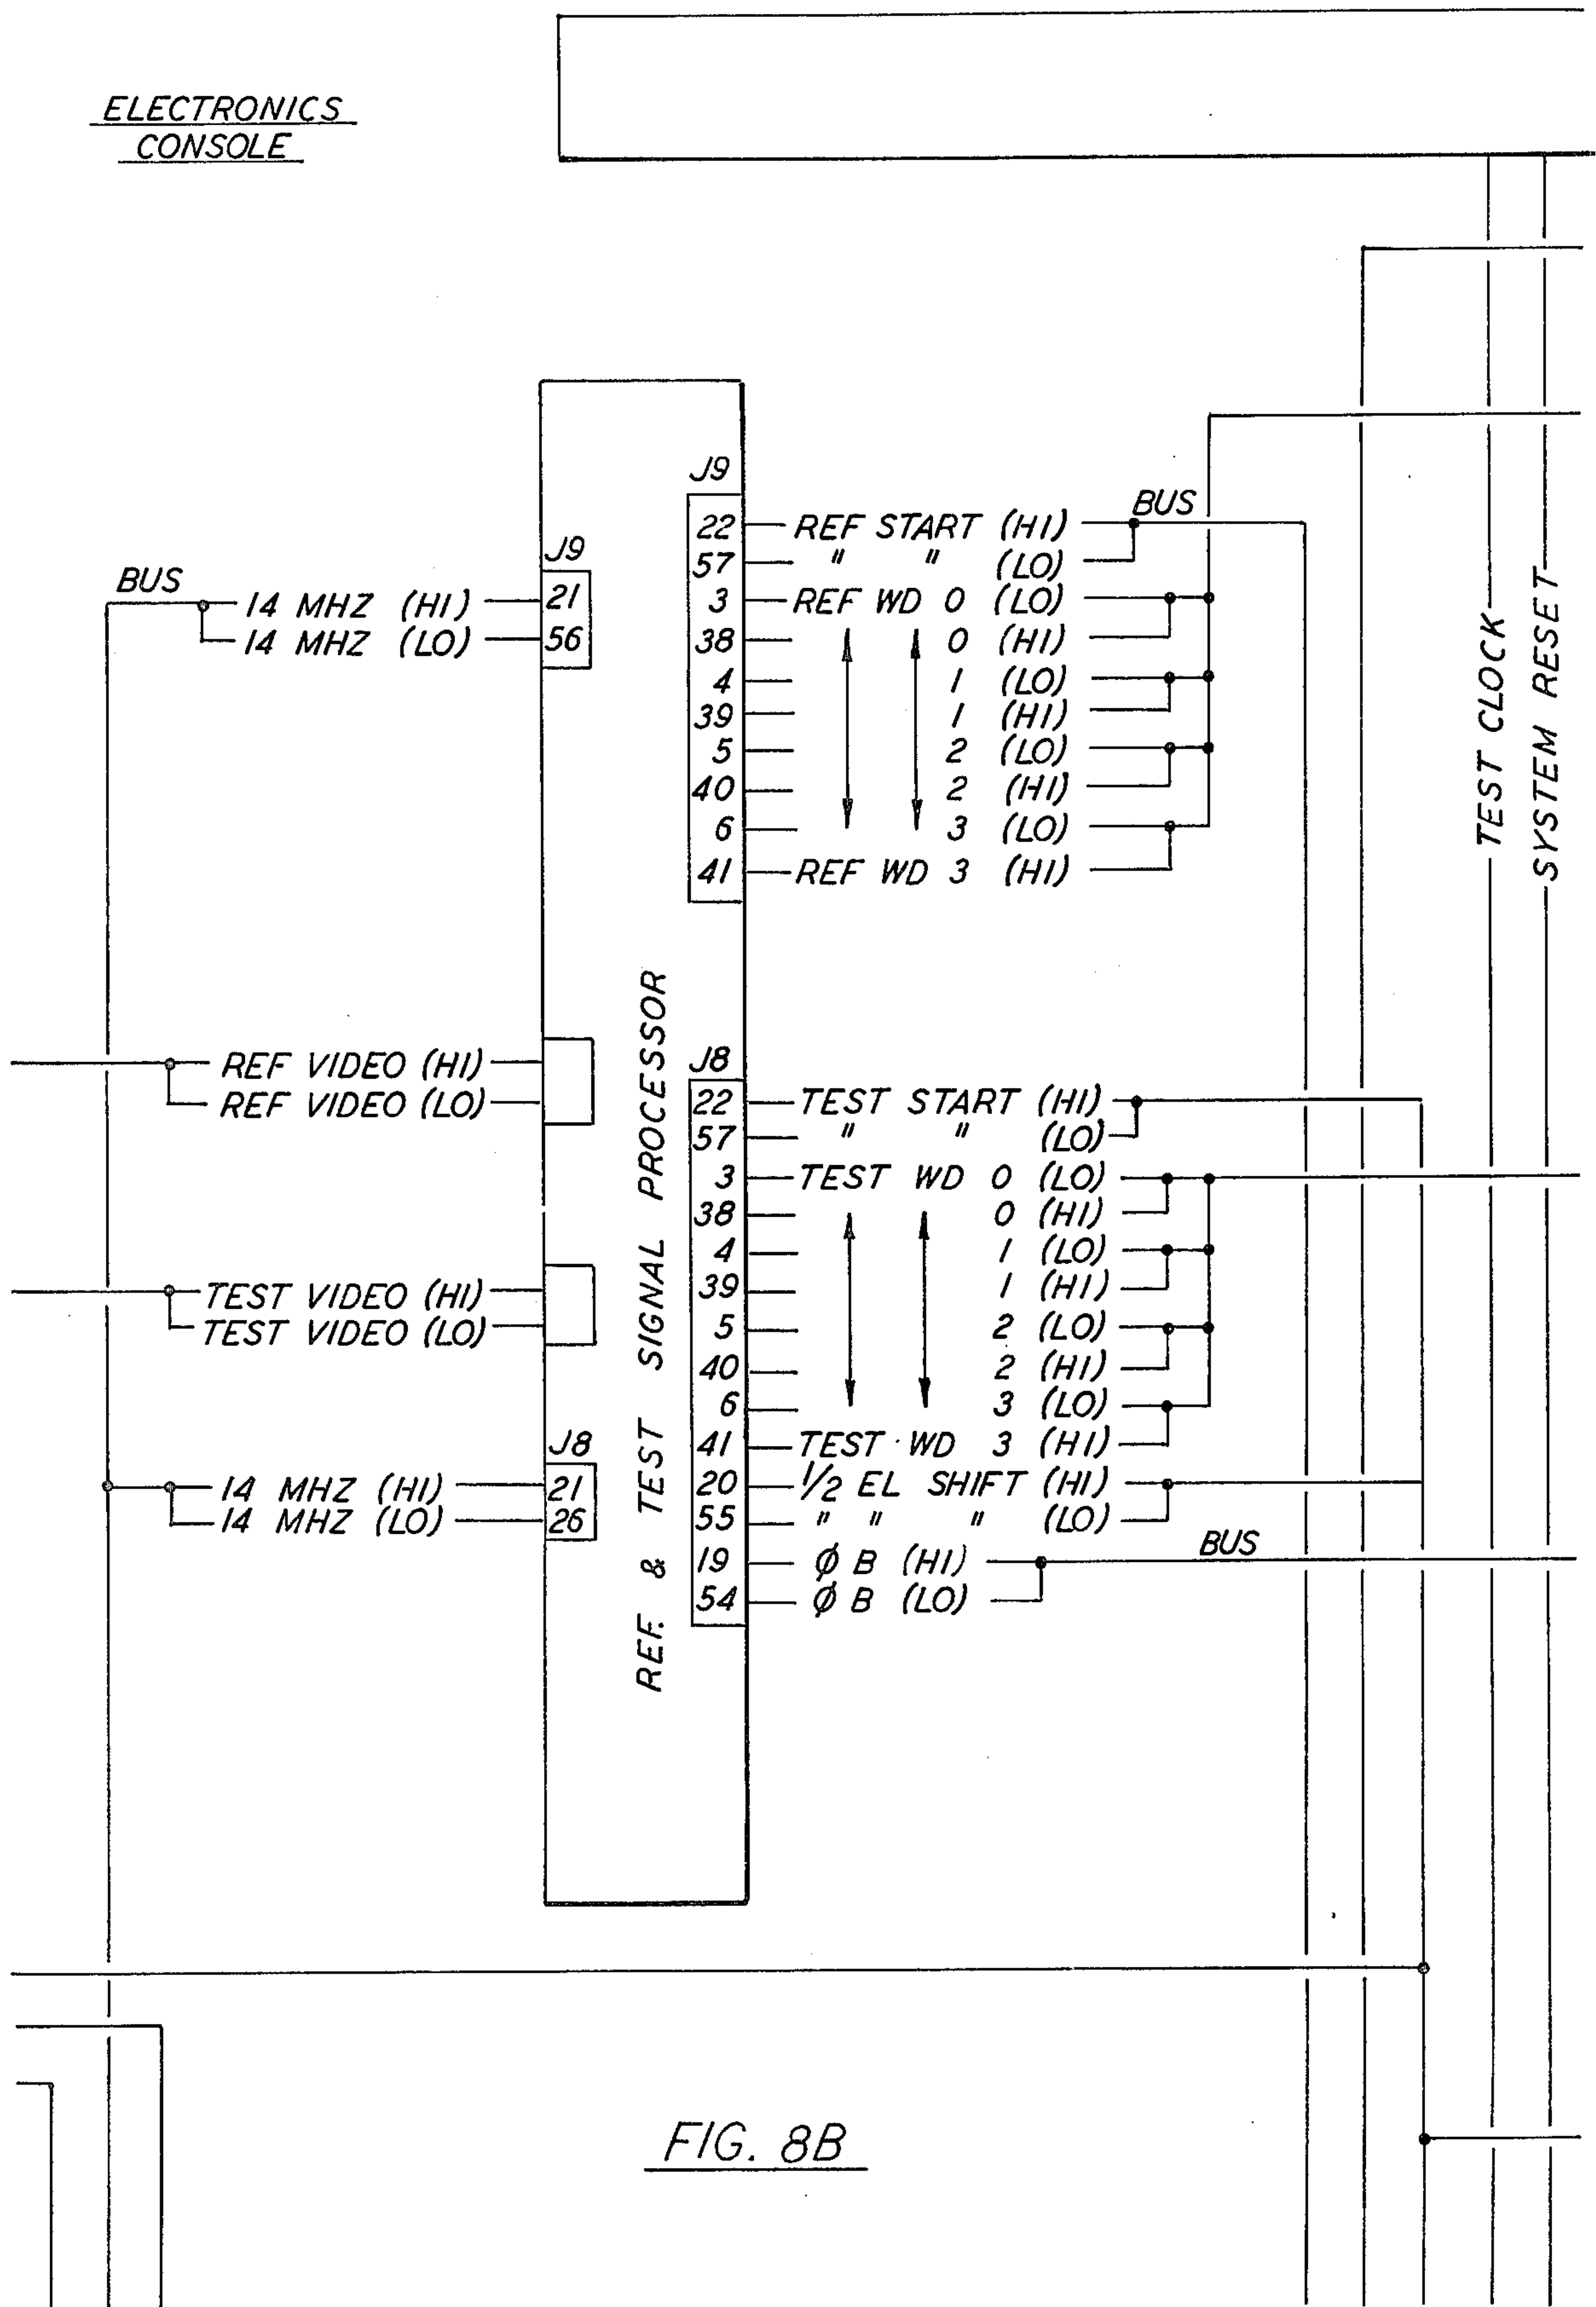 ELECTRONICS
CONSOLE
J9
22 REF START (HI) BUS
57 " " (LO)
3 REF WD 0 (LO)
38 0 (HI)
4 1 (LO)
39 1 (HI)
5 2 (LO)
40 2 (HI)
6 3 (LO)
41 REF WD 3 (HI)
J9
BUS
14 MHZ (HI) 21
14 MHZ (LO) 56
TEST CLOCK
SYSTEM RESET
REF VIDEO (HI)
REF VIDEO (LO)
TEST VIDEO (HI)
TEST VIDEO (LO)
J8
14 MHZ (HI) 21
14 MHZ (LO) 26
REF. & TEST SIGNAL PROCESSOR
J8
22 TEST START (HI)
57 " " (LO)
3 TEST WD 0 (LO)
38 0 (HI)
4 1 (LO)
39 1 (HI)
5 2 (LO)
40 2 (HI)
6 3 (LO)
41 TEST WD 3 (HI)
20 1/2 EL SHIFT (HI)
55 " " " (LO)
19 Ø B (HI) BUS
54 Ø B (LO)
FIG. 8B